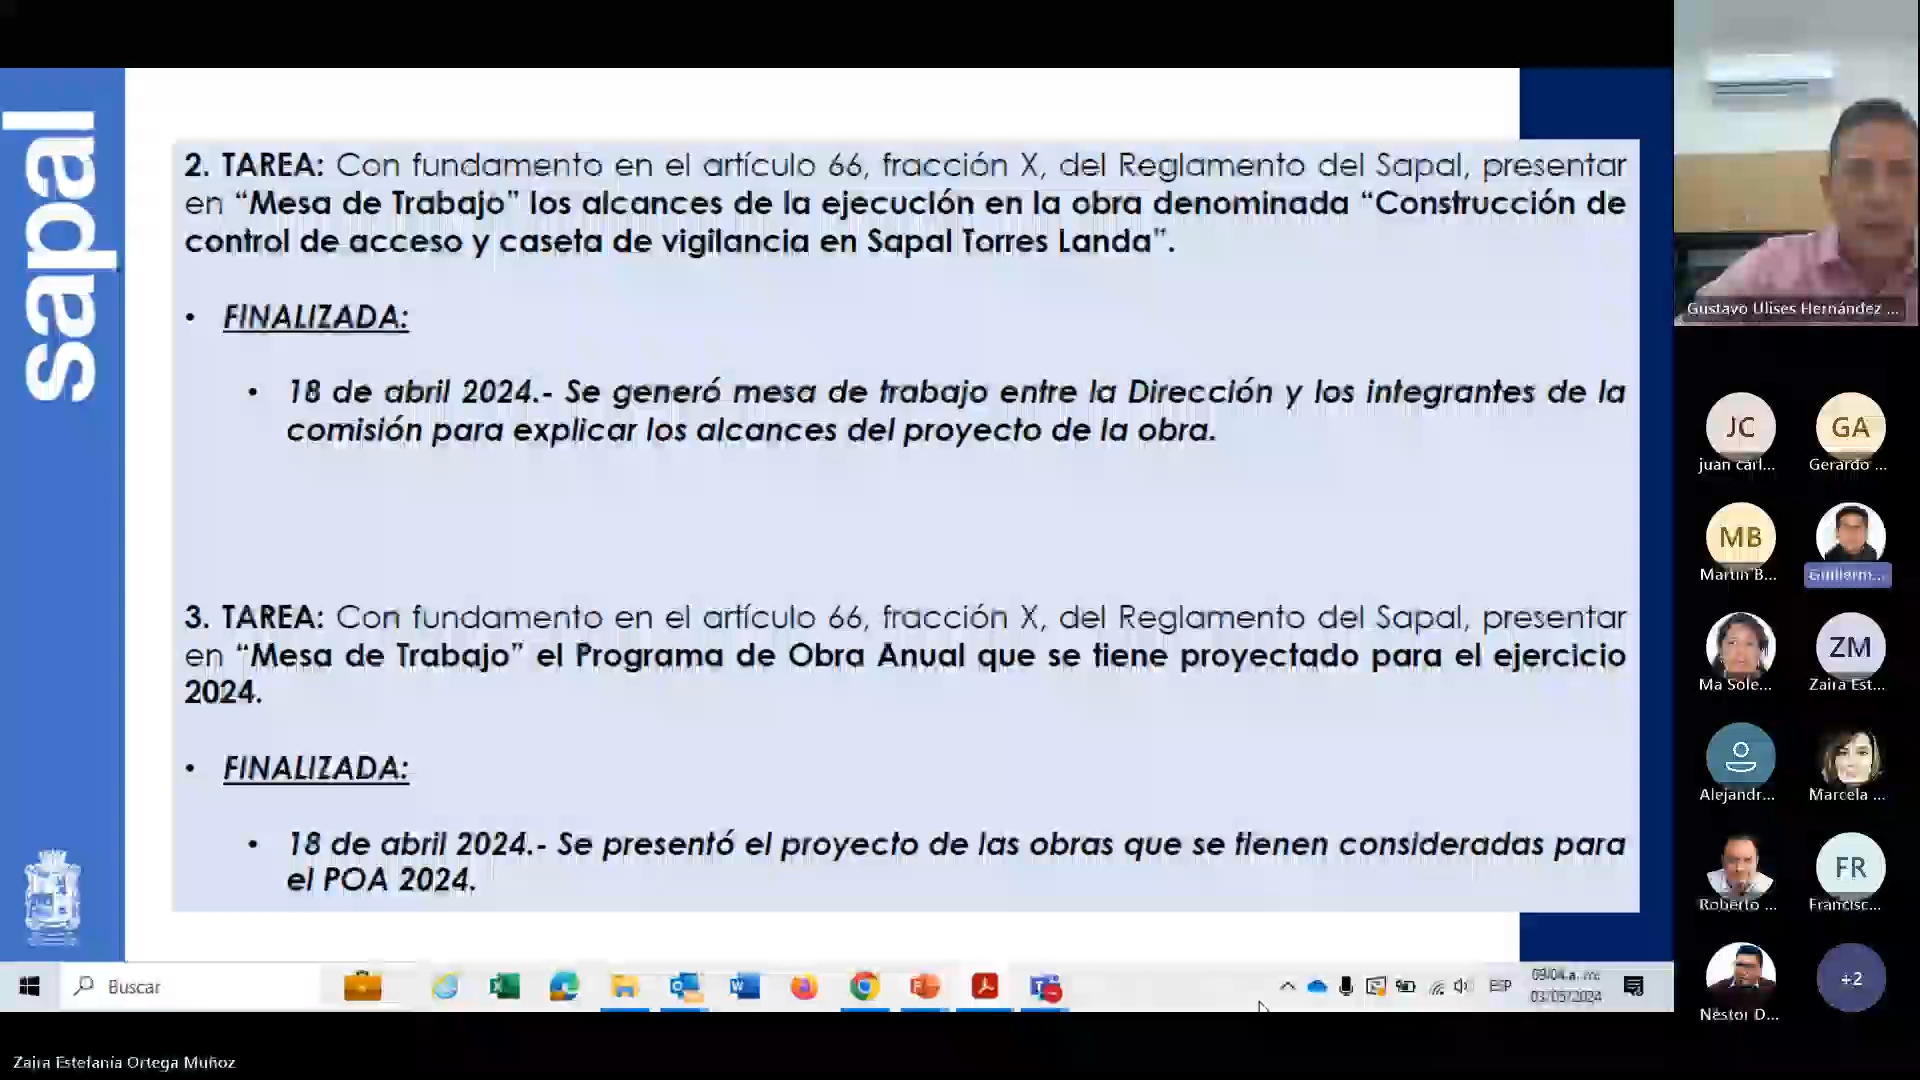 sapal
2. TAREA: Con fundamento en el artículo 66, fracción X, del Reglamento del Sapal, presentar
en “Mesa de Trabajo” los alcances de la ejecución en la obra denominada “Construcción de
control de acceso y caseta de vigilancia en Sapal Torres Landa”.
• FINALIZADA:
• 18 de abril 2024.- Se generó mesa de trabajo entre la Dirección y los integrantes de la
comisión para explicar los alcances del proyecto de la obra.
3. TAREA: Con fundamento en el artículo 66, fracción X, del Reglamento del Sapal, presentar
en “Mesa de Trabajo” el Programa de Obra Anual que se tiene proyectado para el ejercicio
2024.
• FINALIZADA:
• 18 de abril 2024.- Se presentó el proyecto de las obras que se tienen consideradas para
el POA 2024.
Buscar
ESP
09:04 a. m.
03/05/2024
Zaira Estefanía Ortega Muñoz
Gustavo Ulises Hernández ...
JC
GA
juan carl...
Gerardo ...
MB
Martin B...
Guillerm...
ZM
Ma Sole...
Zaira Est...
Alejandr...
Marcela ...
FR
Roberto ...
Francisc...
+2
Néstor D...